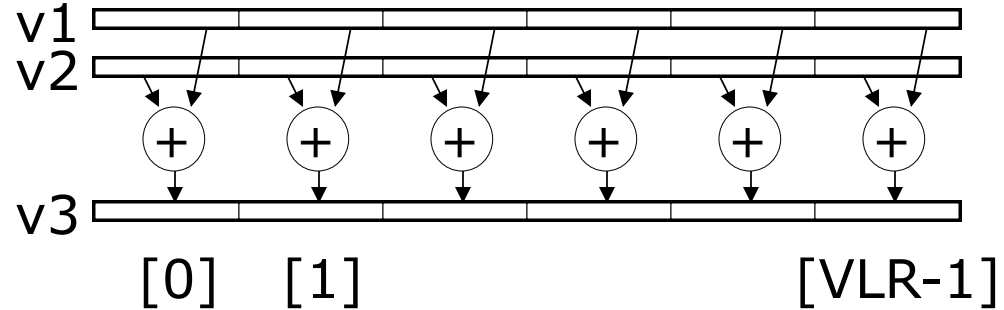 v1
v2
+ + + + + +
v3
[0] [1] [VLR-1]